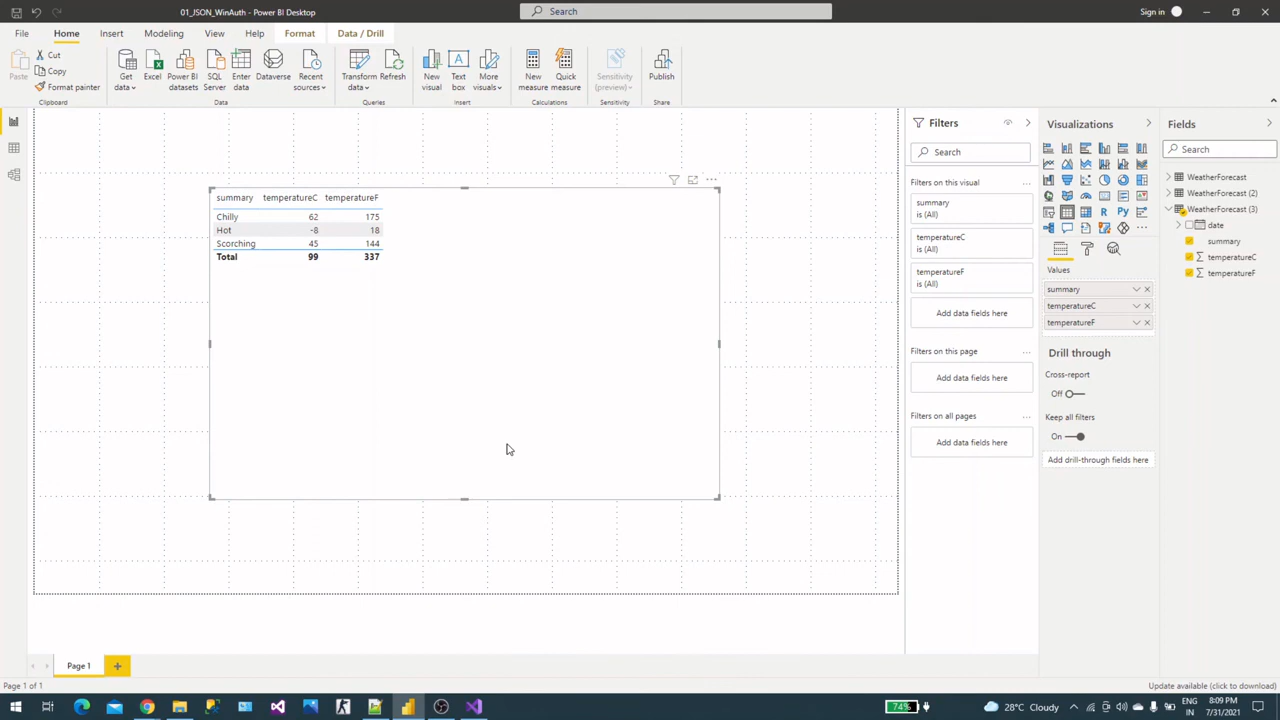 01_JSON_WinAuth - Power BI Desktop
Search
Sign in
File
Home
Insert
Modeling
View
Help
Format
Data / Drill
Paste
Cut
Copy
Format painter
Clipboard
Get data
Excel
Power BI datasets
SQL Server
Enter data
Dataverse
Recent sources
Data
Transform data
Refresh
Queries
New visual
Text box
More visuals
Insert
New measure
Quick measure
Calculations
Sensitivity (preview)
Sensitivity
Publish
Share
summary temperatureC temperatureF
Chilly 62 175
Hot -8 18
Scorching 45 144
Total 99 337
Filters
Search
Filters on this visual
summary
is (All)
temperatureC
is (All)
temperatureF
is (All)
Add data fields here
Filters on this page
Add data fields here
Filters on all pages
Add data fields here
Visualizations
R
Py
Values
summary
temperatureC
temperatureF
Drill through
Cross-report
Off
Keep all filters
On
Add drill-through fields here
Fields
Search
WeatherForecast
WeatherForecast (2)
WeatherForecast (3)
date
summary
temperatureC
temperatureF
Page 1
Page 1 of 1
Update available (click to download)
74%
28°C Cloudy
ENG
IN
8:09 PM
7/31/2021